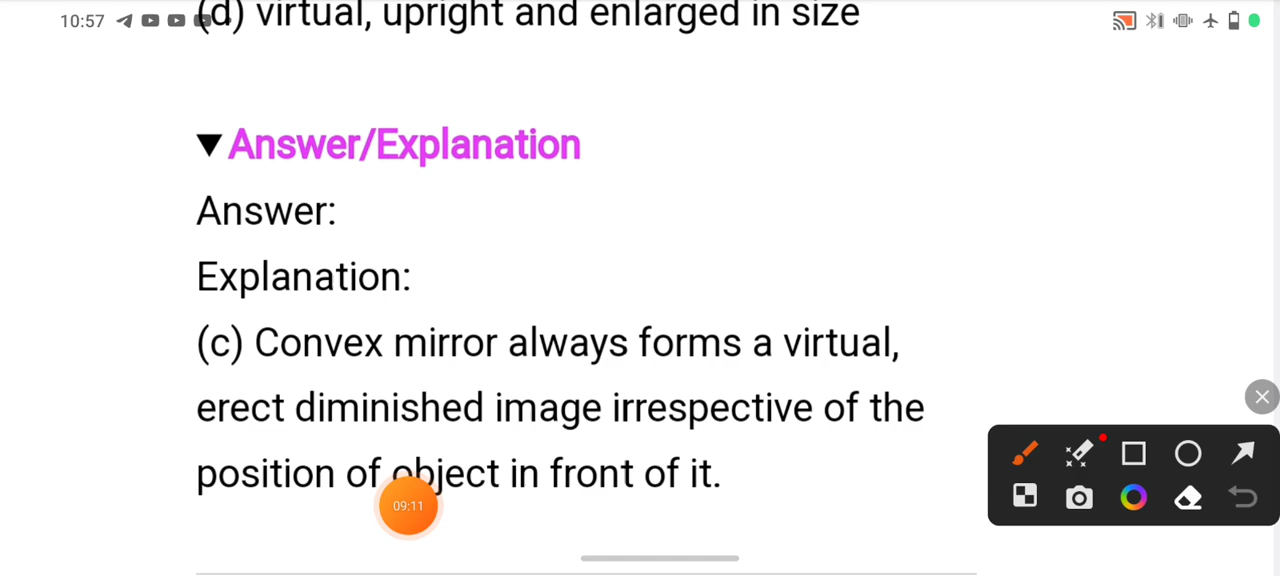 10:57
(d) virtual, upright and enlarged in size
▼ Answer/Explanation
Answer:
Explanation:
(c) Convex mirror always forms a virtual,
erect diminished image irrespective of the
position of object in front of it.
09:11